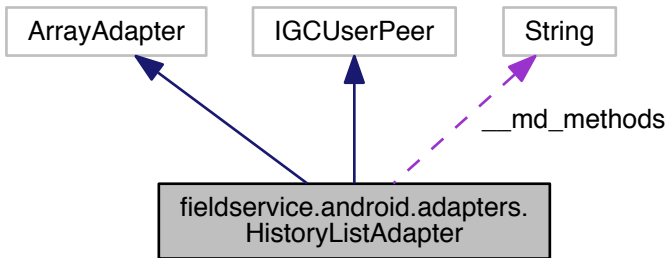 ArrayAdapter
IGCUserPeer
String
__md_methods
fieldservice.android.adapters.
HistoryListAdapter